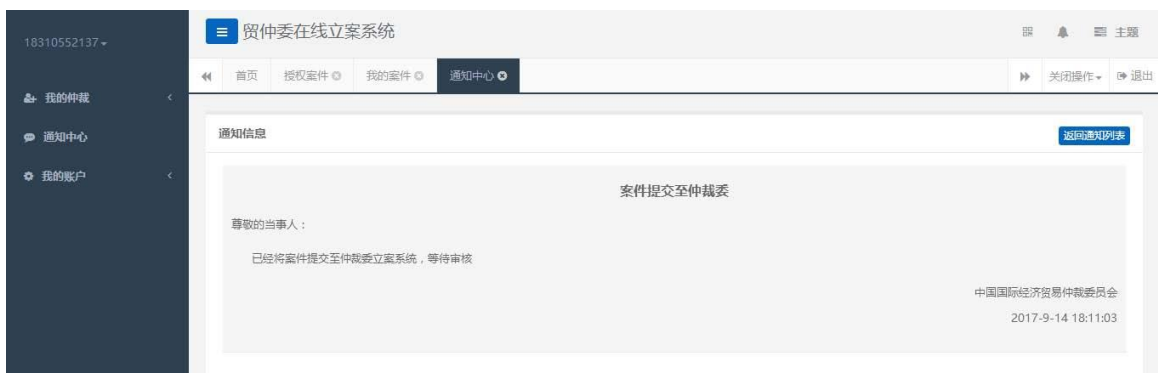 18310552137
贸仲委在线立案系统
主题
首页 授权案件 我的案件 通知中心 关闭操作 退出
我的仲裁
通知中心
我的账户
通知信息 返回通知列表
案件提交至仲裁委
尊敬的当事人：
已经将案件提交至仲裁委立案系统，等待审核
中国国际经济贸易仲裁委员会
2017-9-14 18:11:03